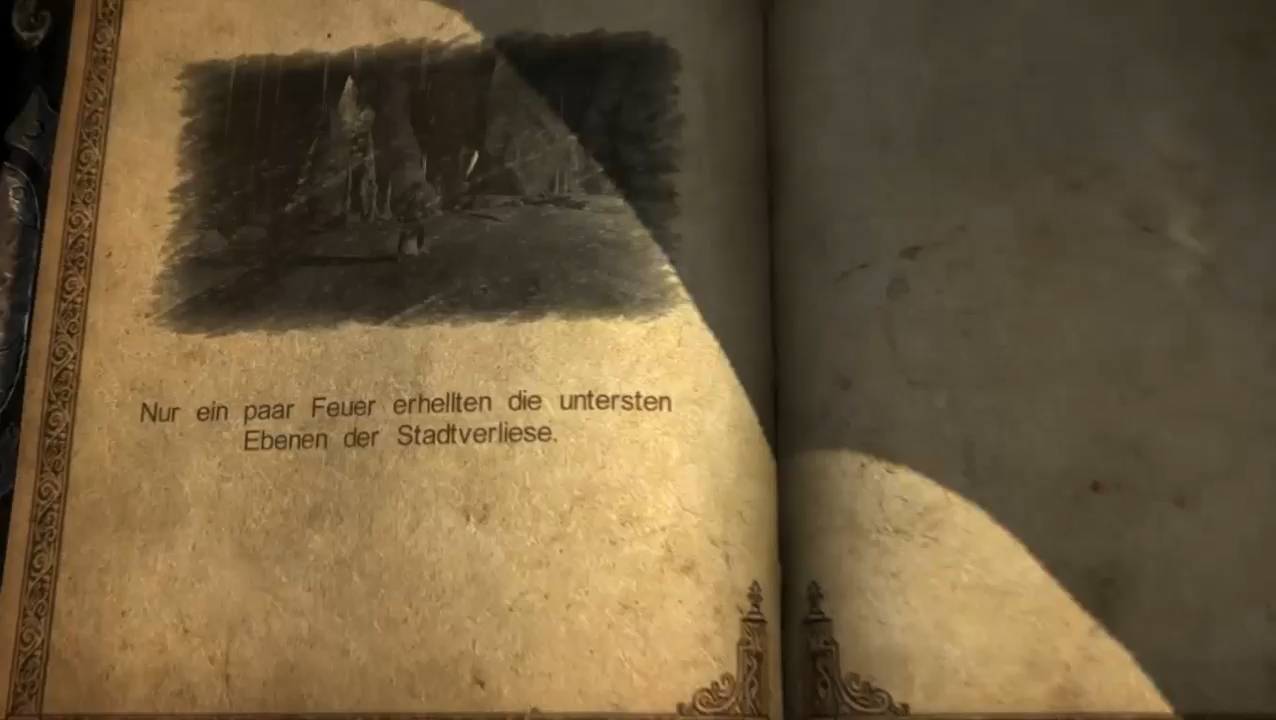 Nur ein paar Feuer erhellten die untersten
Ebenen der Stadtverliese.